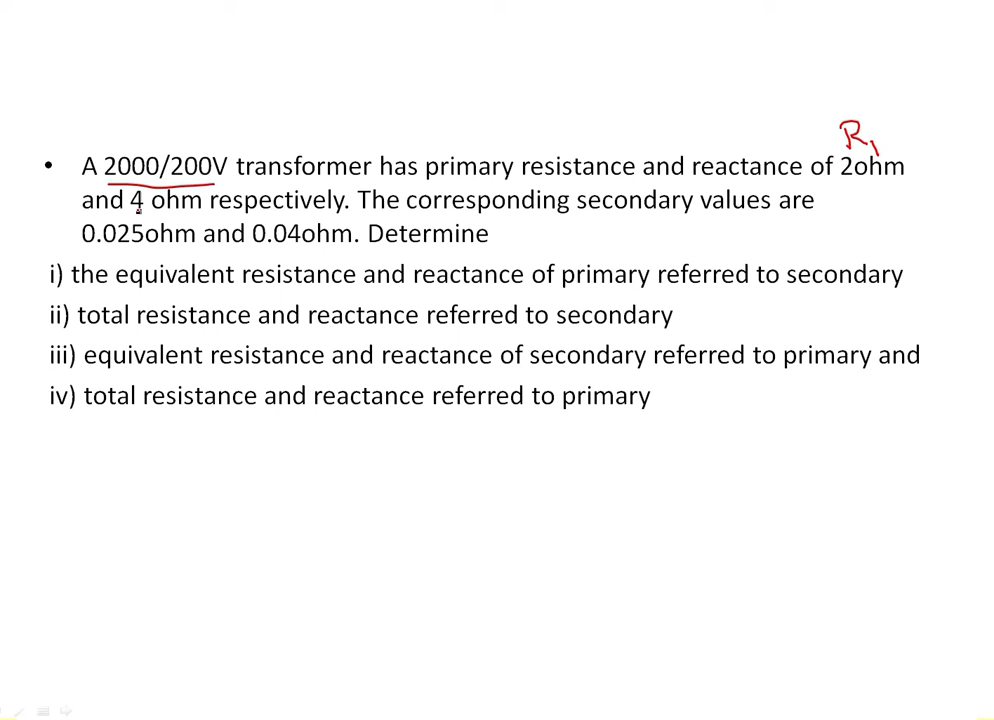 R1
• A 2000/200V transformer has primary resistance and reactance of 2ohm
and 4 ohm respectively. The corresponding secondary values are
0.025ohm and 0.04ohm. Determine
i) the equivalent resistance and reactance of primary referred to secondary
ii) total resistance and reactance referred to secondary
iii) equivalent resistance and reactance of secondary referred to primary and
iv) total resistance and reactance referred to primary